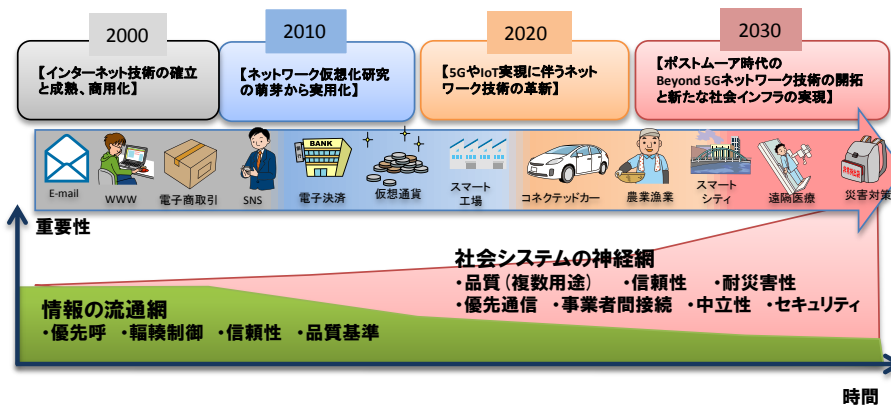 2000
2010
2020
2030
【インターネット技術の確立
と成熟、商用化】
【ネットワーク仮想化研究
の萌芽から実用化】
【5GやIoT実現に伴うネット
ワーク技術の革新】
【ポストムーア時代の
Beyond 5Gネットワーク技術の開拓
と新たな社会インフラの実現】
E-mail
WWW
電子商取引
SNS
BANK
電子決済
仮想通貨
スマート
工場
コネクテッドカー
農業漁業
スマート
シティ
遠隔医療
災害対策
重要性
社会システムの神経網
・品質(複数用途) ・信頼性 ・耐災害性
・優先通信 ・事業者間接続 ・中立性 ・セキュリティ
情報の流通網
・優先呼 ・輻輳制御 ・信頼性 ・品質基準
時間